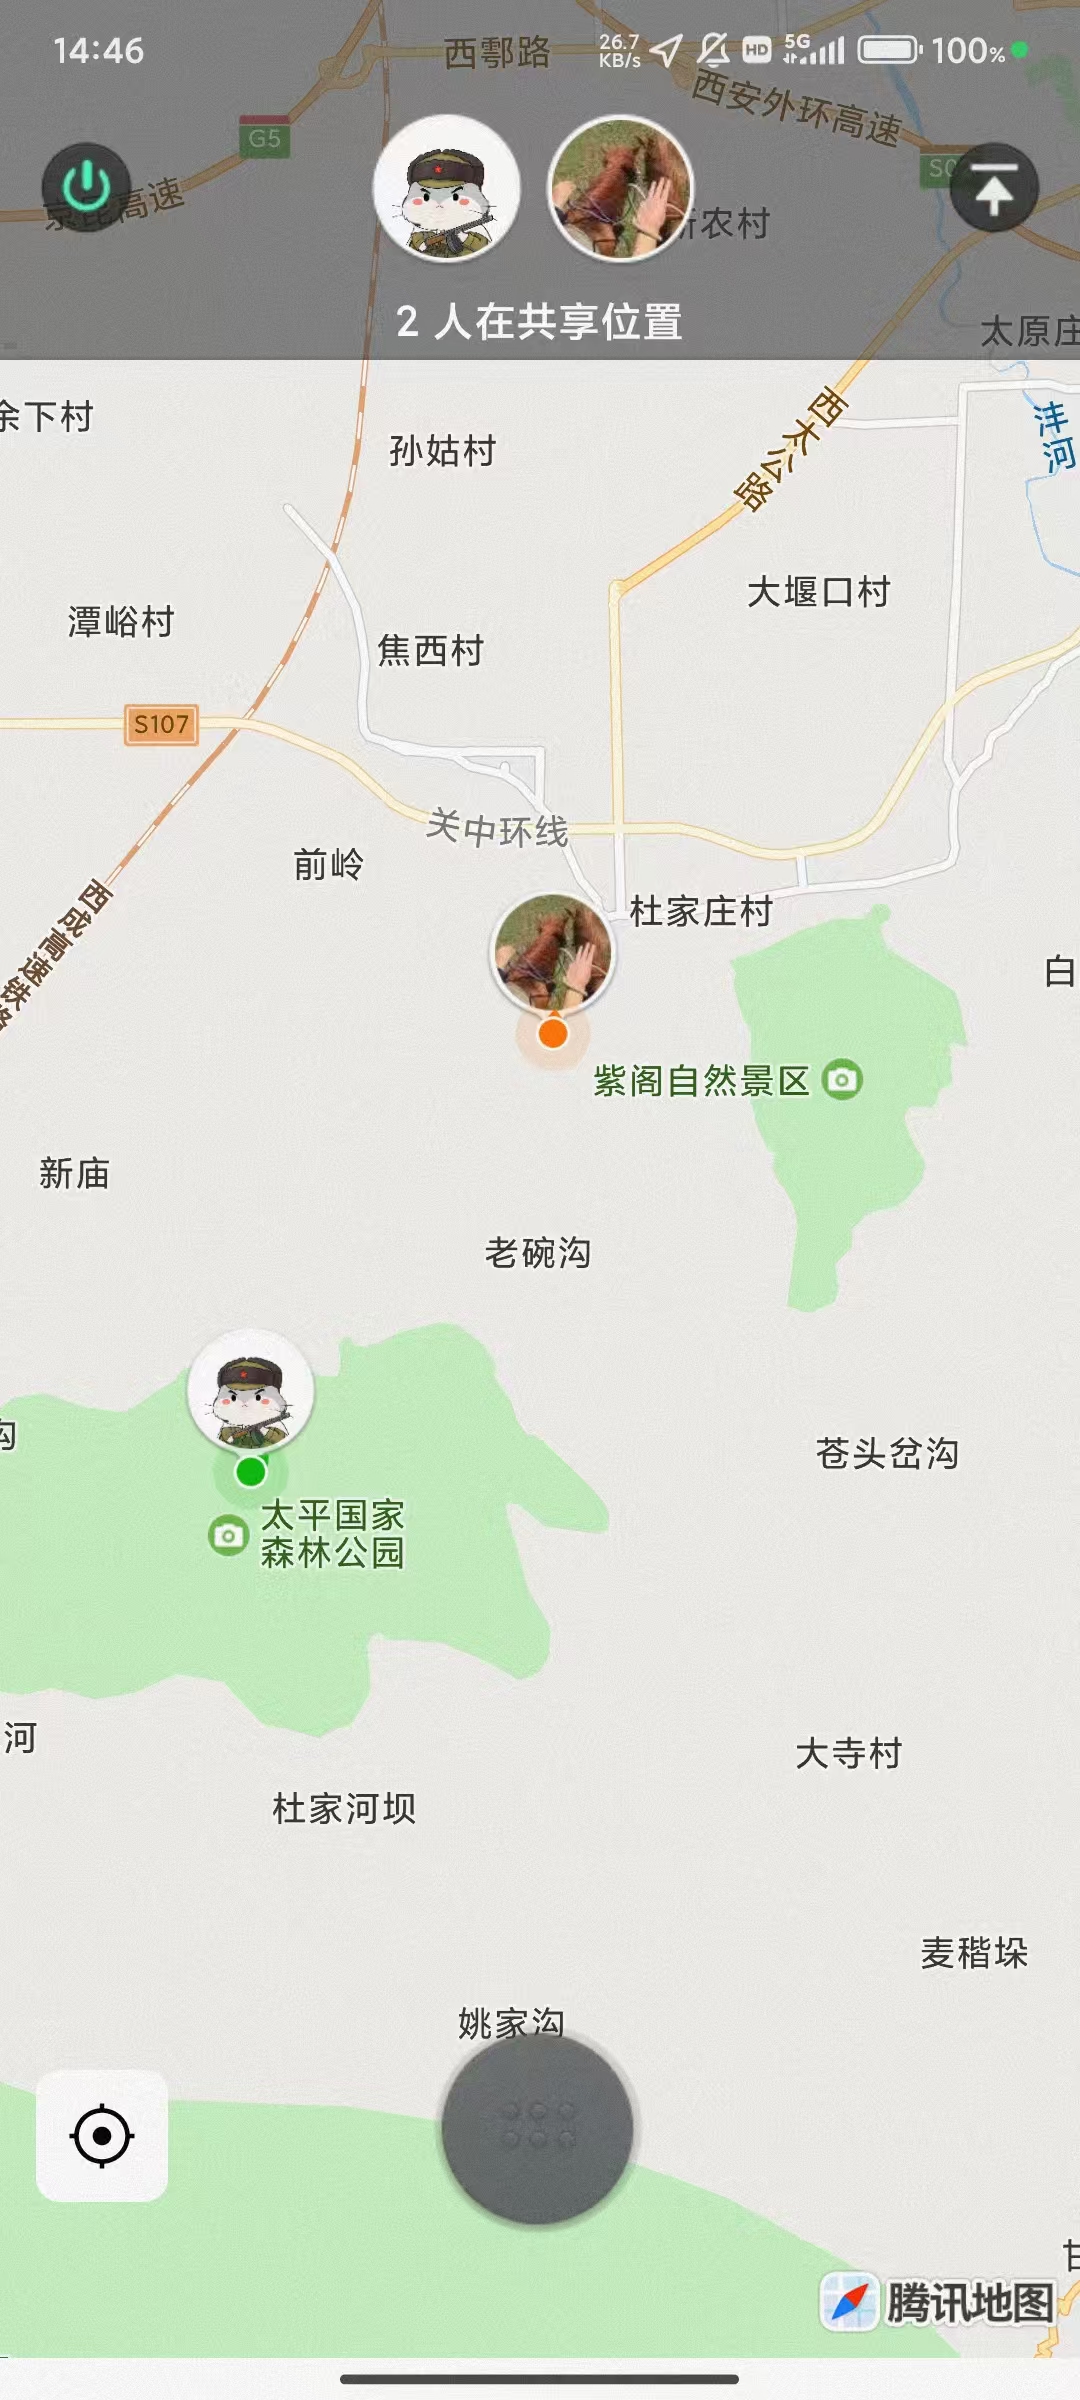 14:46
26.7
KB/s
HD
5G
100%
西鄠路
西安外环高速
G5
京昆高速
新农村
2 人在共享位置
太原庄
余下村
孙姑村
西太公路
沣河
潭峪村
大堰口村
焦西村
S107
关中环线
前岭
西成高速铁路
杜家庄村
白
紫阁自然景区
新庙
老碗沟
沟
苍头岔沟
太平国家
森林公园
河
大寺村
杜家河坝
麦稭垛
姚家沟
甘
腾讯地图